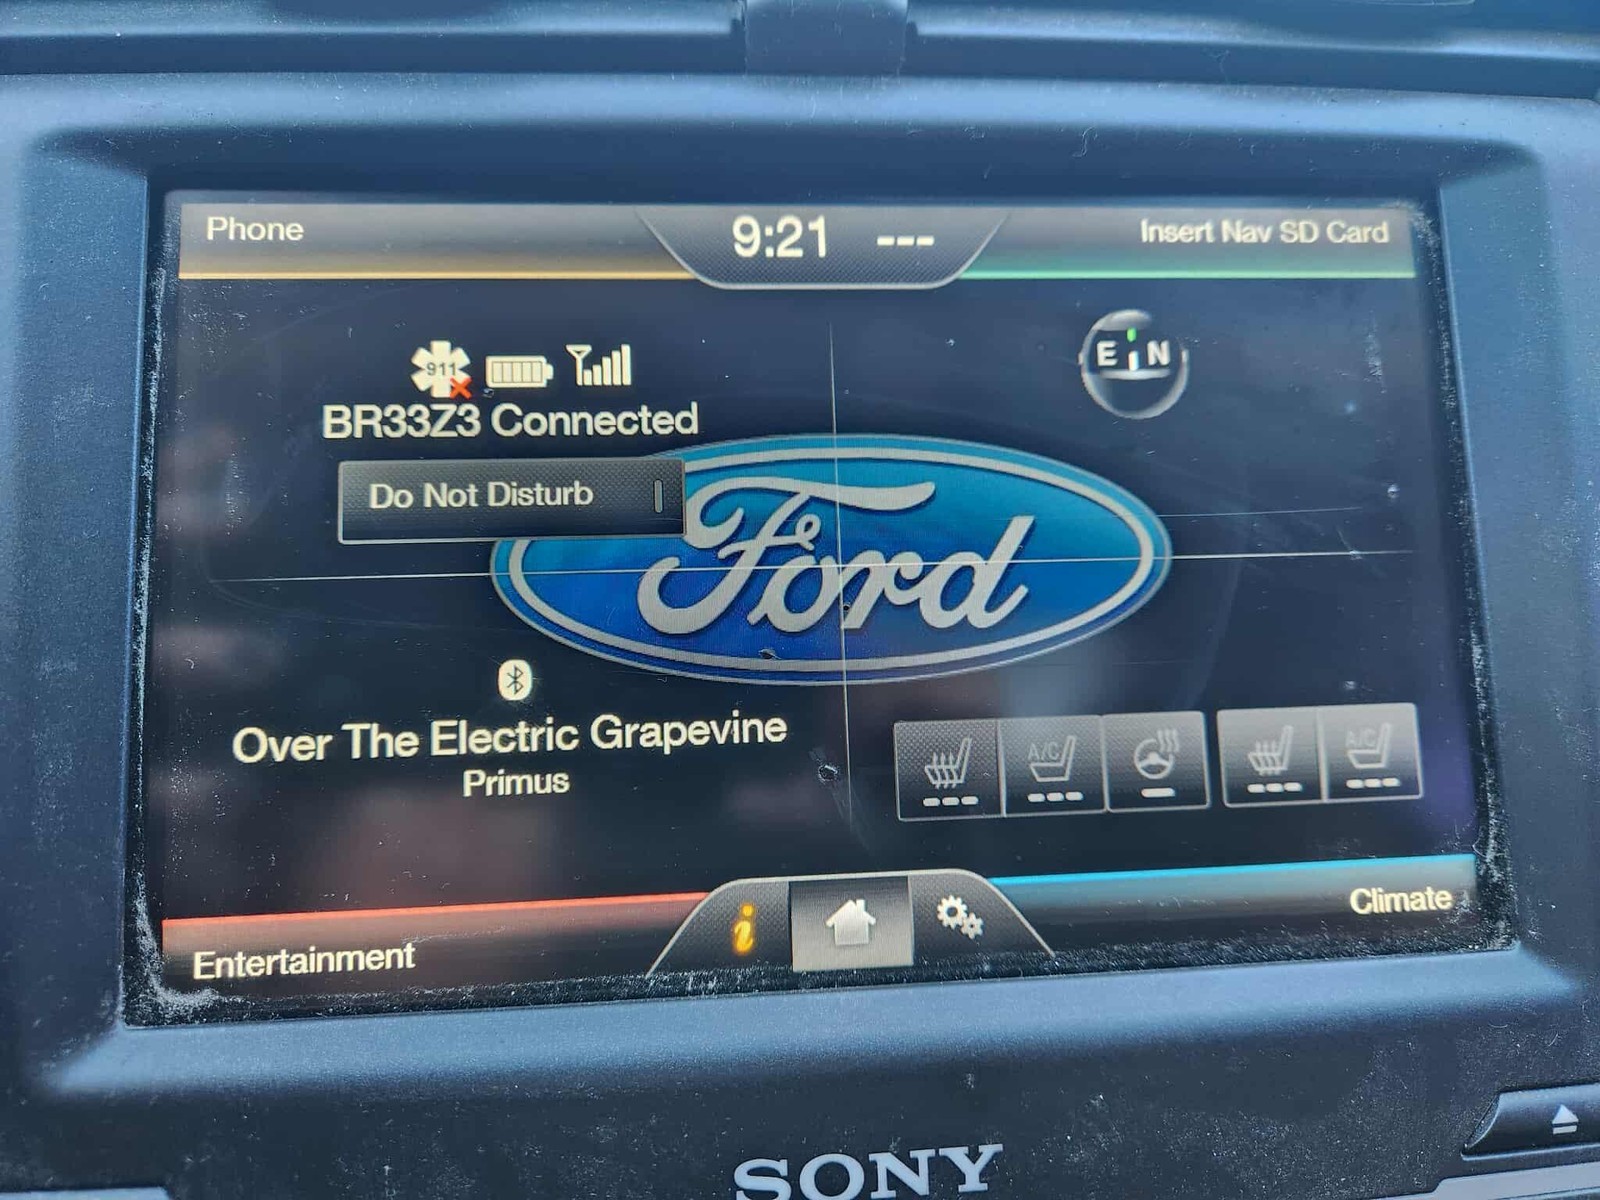 Phone
9:21 ---
Insert Nav SD Card
911
BR33Z3 Connected
E N
Do Not Disturb
Ford
Over The Electric Grapevine
Primus
A/C
A/C
i
Entertainment
Climate
SONY